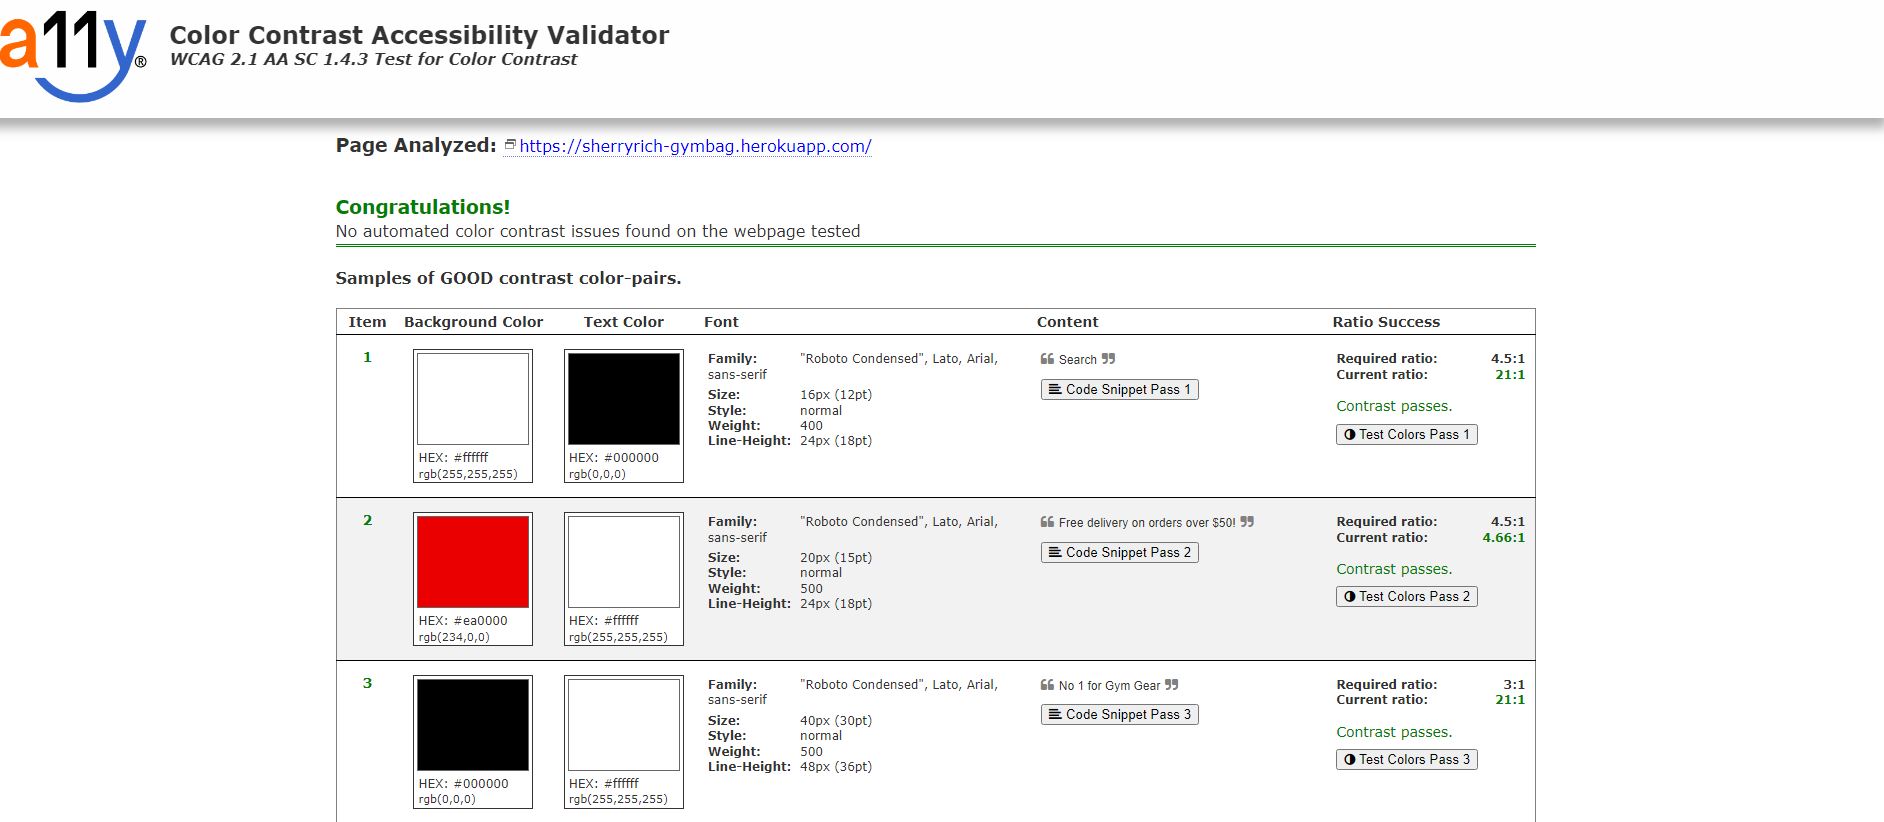 a11y®
Color Contrast Accessibility Validator
WCAG 2.1 AA SC 1.4.3 Test for Color Contrast
Page Analyzed: https://sherryrich-gymbag.herokuapp.com/
Congratulations!
No automated color contrast issues found on the webpage tested
Samples of GOOD contrast color-pairs.
Item Background Color Text Color Font Content Ratio Success
1
HEX: #ffffff
rgb(255,255,255)
HEX: #000000
rgb(0,0,0)
Family: "Roboto Condensed", Lato, Arial,
sans-serif
Size: 16px (12pt)
Style: normal
Weight: 400
Line-Height: 24px (18pt)
❝ Search ❞
Code Snippet Pass 1
Required ratio: 4.5:1
Current ratio: 21:1
Contrast passes.
Test Colors Pass 1
2
HEX: #ea0000
rgb(234,0,0)
HEX: #ffffff
rgb(255,255,255)
Family: "Roboto Condensed", Lato, Arial,
sans-serif
Size: 20px (15pt)
Style: normal
Weight: 500
Line-Height: 24px (18pt)
❝ Free delivery on orders over $50! ❞
Code Snippet Pass 2
Required ratio: 4.5:1
Current ratio: 4.66:1
Contrast passes.
Test Colors Pass 2
3
HEX: #000000
rgb(0,0,0)
HEX: #ffffff
rgb(255,255,255)
Family: "Roboto Condensed", Lato, Arial,
sans-serif
Size: 40px (30pt)
Style: normal
Weight: 500
Line-Height: 48px (36pt)
❝ No 1 for Gym Gear ❞
Code Snippet Pass 3
Required ratio: 3:1
Current ratio: 21:1
Contrast passes.
Test Colors Pass 3